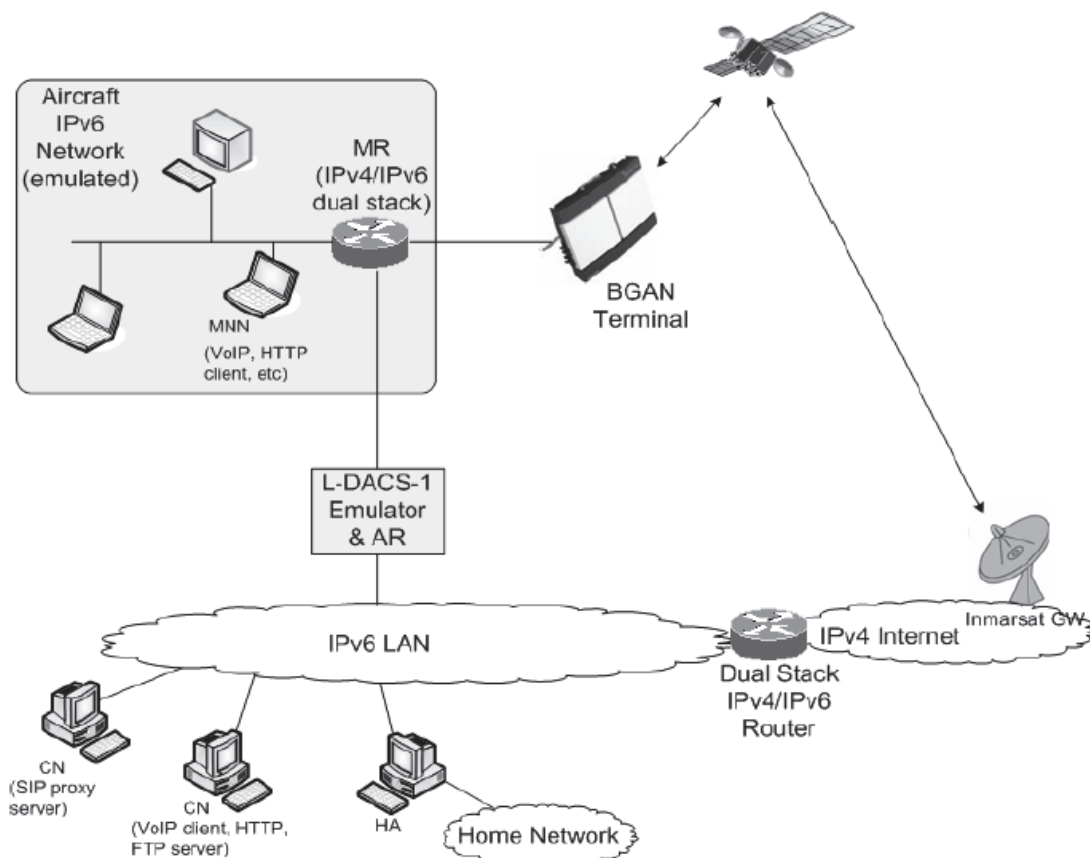 Aircraft
IPv6
Network
(emulated)
MR
(IPv4/IPv6
dual stack)
MNN
(VoIP, HTTP
client, etc)
BGAN
Terminal
L-DACS-1
Emulator
& AR
IPv6 LAN
IPv4 Internet
Inmarsat GW
Dual Stack
IPv4/IPv6
Router
CN
(SIP proxy
server)
CN
(VoIP client, HTTP,
FTP server)
HA
Home Network